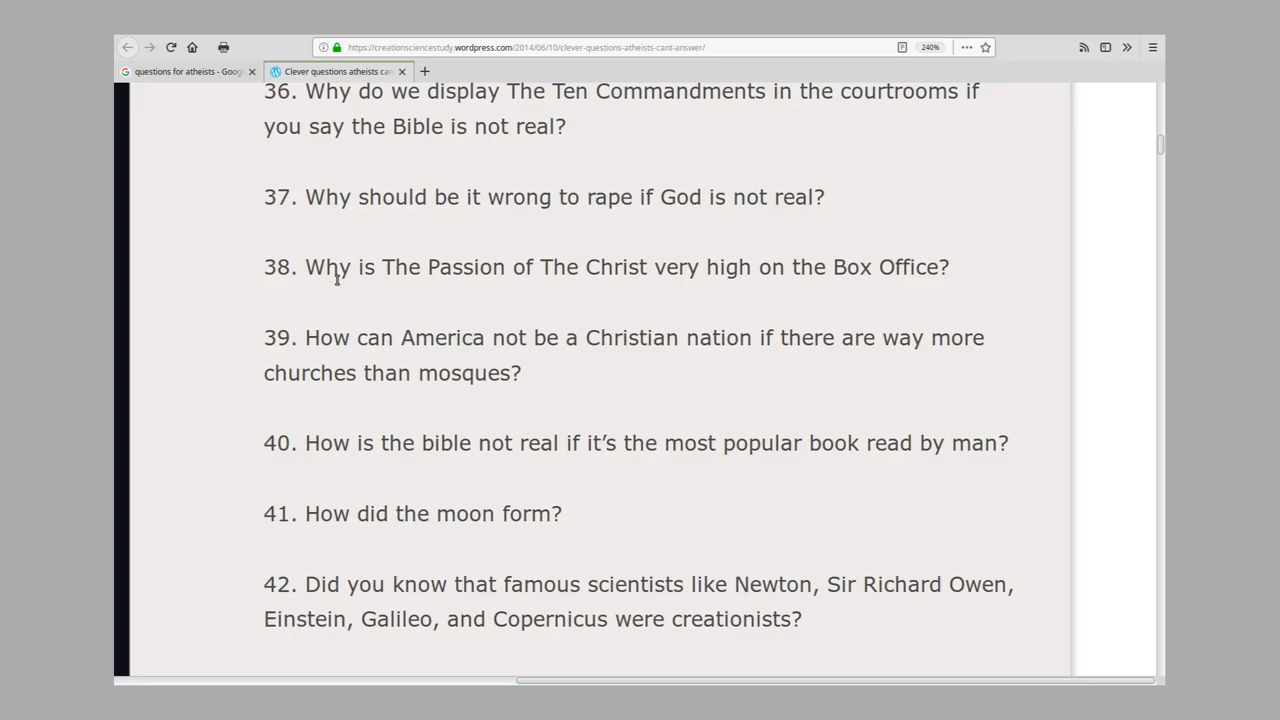 https://creationsciencestudy.wordpress.com/2014/06/10/clever-questions-atheists-cant-answer/
240%
questions for atheists - Goog
Clever questions atheists can
36. Why do we display The Ten Commandments in the courtrooms if
you say the Bible is not real?
37. Why should be it wrong to rape if God is not real?
38. Why is The Passion of The Christ very high on the Box Office?
39. How can America not be a Christian nation if there are way more
churches than mosques?
40. How is the bible not real if it’s the most popular book read by man?
41. How did the moon form?
42. Did you know that famous scientists like Newton, Sir Richard Owen,
Einstein, Galileo, and Copernicus were creationists?